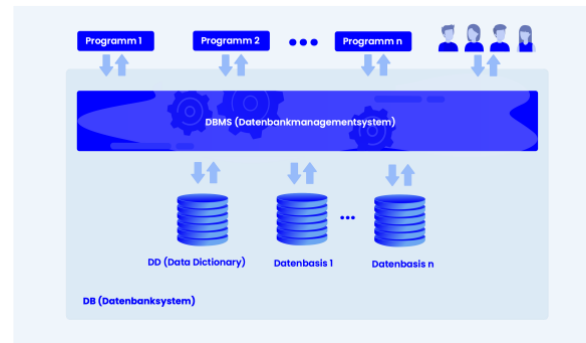 Programm 1
Programm 2
Programm n
DBMS (Datenbankmanagementsystem)
DD (Data Dictionary)
Datenbasis 1
Datenbasis n
DB (Datenbanksystem)